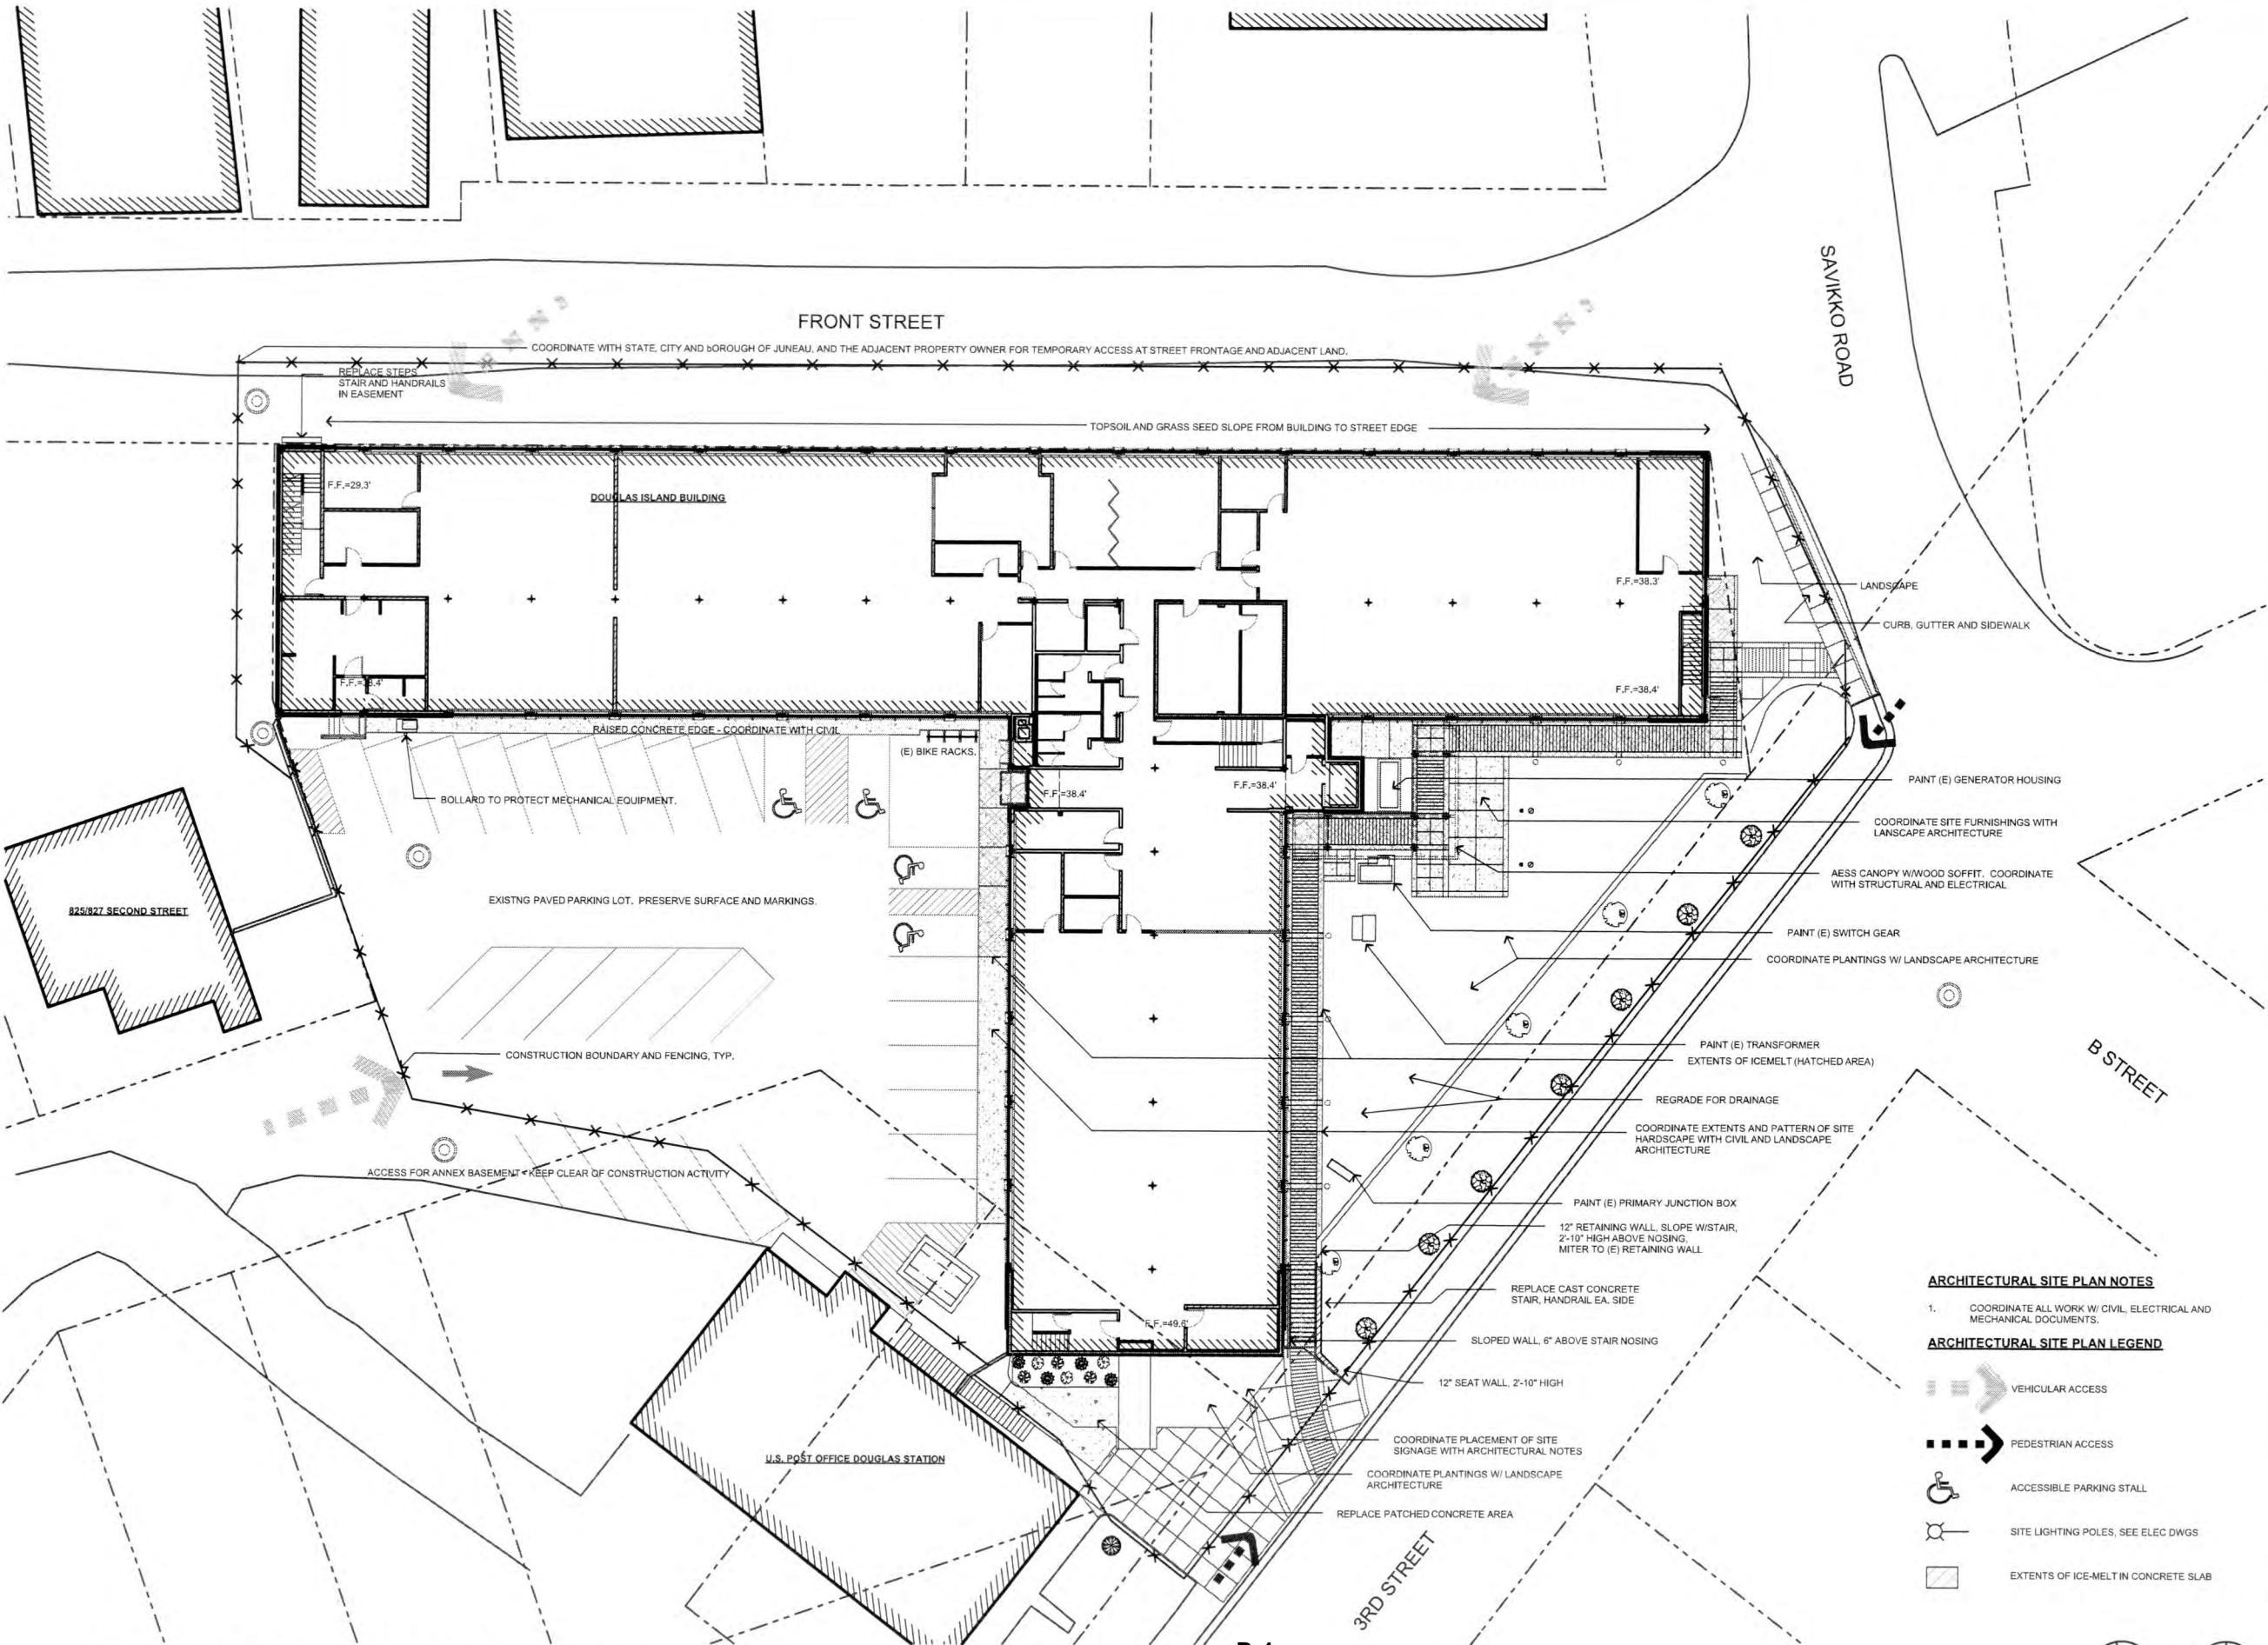 FRONT STREET
SAVIKKO ROAD
COORDINATE WITH STATE, CITY AND bOROUGH OF JUNEAU, AND THE ADJACENT PROPERTY OWNER FOR TEMPORARY ACCESS AT STREET FRONTAGE AND ADJACENT LAND.
REPLACE STEPS
STAIR AND HANDRAILS
IN EASEMENT
TOPSOIL AND GRASS SEED SLOPE FROM BUILDING TO STREET EDGE
F.F.=29.3'
DOUGLAS ISLAND BUILDING
F.F.=38.3'
LANDSCAPE
CURB, GUTTER AND SIDEWALK
F.F.=38.4'
RAISED CONCRETE EDGE - COORDINATE WITH CIVIL
(E) BIKE RACKS.
BOLLARD TO PROTECT MECHANICAL EQUIPMENT.
F.F.=38.4'
F.F.=38.4'
PAINT (E) GENERATOR HOUSING
COORDINATE SITE FURNISHINGS WITH
LANSCAPE ARCHITECTURE
AESS CANOPY W/WOOD SOFFIT. COORDINATE
WITH STRUCTURAL AND ELECTRICAL
825/827 SECOND STREET
EXISTNG PAVED PARKING LOT. PRESERVE SURFACE AND MARKINGS.
PAINT (E) SWITCH GEAR
COORDINATE PLANTINGS W/ LANDSCAPE ARCHITECTURE
CONSTRUCTION BOUNDARY AND FENCING, TYP.
PAINT (E) TRANSFORMER
EXTENTS OF ICEMELT (HATCHED AREA)
B STREET
REGRADE FOR DRAINAGE
COORDINATE EXTENTS AND PATTERN OF SITE
HARDSCAPE WITH CIVIL AND LANDSCAPE
ARCHITECTURE
ACCESS FOR ANNEX BASEMENT - KEEP CLEAR OF CONSTRUCTION ACTIVITY
PAINT (E) PRIMARY JUNCTION BOX
12" RETAINING WALL, SLOPE W/STAIR,
2'-10" HIGH ABOVE NOSING,
MITER TO (E) RETAINING WALL
REPLACE CAST CONCRETE
STAIR, HANDRAIL EA. SIDE
F.F.=49.6'
SLOPED WALL, 6" ABOVE STAIR NOSING
12" SEAT WALL, 2'-10" HIGH
COORDINATE PLACEMENT OF SITE
SIGNAGE WITH ARCHITECTURAL NOTES
U.S. POST OFFICE DOUGLAS STATION
COORDINATE PLANTINGS W/ LANDSCAPE
ARCHITECTURE
REPLACE PATCHED CONCRETE AREA
3RD STREET
ARCHITECTURAL SITE PLAN NOTES
1. COORDINATE ALL WORK W/ CIVIL, ELECTRICAL AND
MECHANICAL DOCUMENTS.
ARCHITECTURAL SITE PLAN LEGEND
VEHICULAR ACCESS
PEDESTRIAN ACCESS
ACCESSIBLE PARKING STALL
SITE LIGHTING POLES, SEE ELEC DWGS
EXTENTS OF ICE-MELT IN CONCRETE SLAB